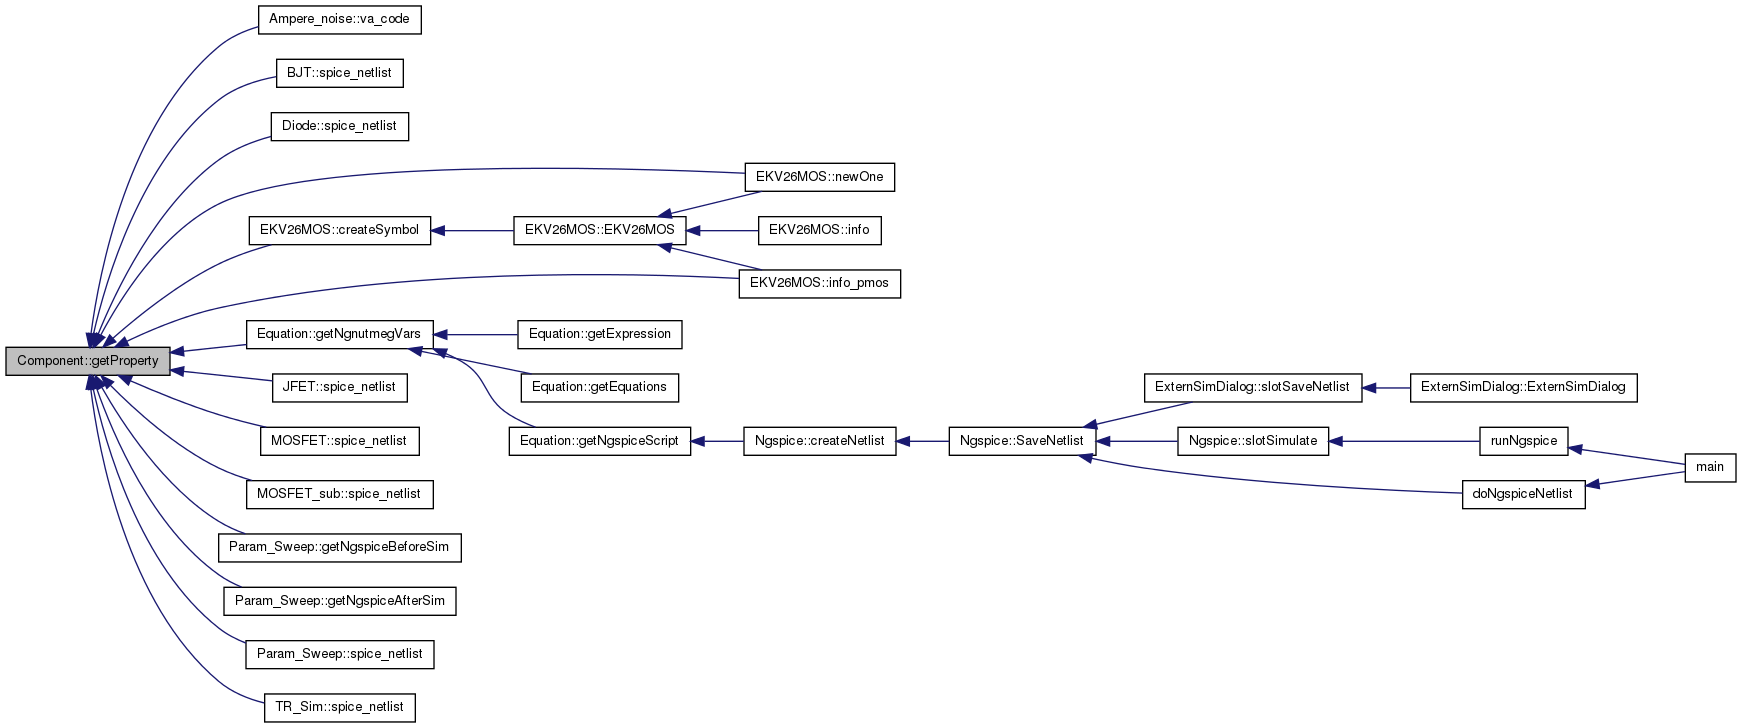 Ampere_noise::va_code
BJT::spice_netlist
Diode::spice_netlist
EKV26MOS::newOne
EKV26MOS::createSymbol
EKV26MOS::EKV26MOS
EKV26MOS::info
EKV26MOS::info_pmos
Equation::getNgnutmegVars
Equation::getExpression
Component::getProperty
JFET::spice_netlist
Equation::getEquations
ExternSimDialog::slotSaveNetlist
ExternSimDialog::ExternSimDialog
MOSFET::spice_netlist
Equation::getNgspiceScript
Ngspice::createNetlist
Ngspice::SaveNetlist
Ngspice::slotSimulate
runNgspice
main
MOSFET_sub::spice_netlist
doNgspiceNetlist
Param_Sweep::getNgspiceBeforeSim
Param_Sweep::getNgspiceAfterSim
Param_Sweep::spice_netlist
TR_Sim::spice_netlist